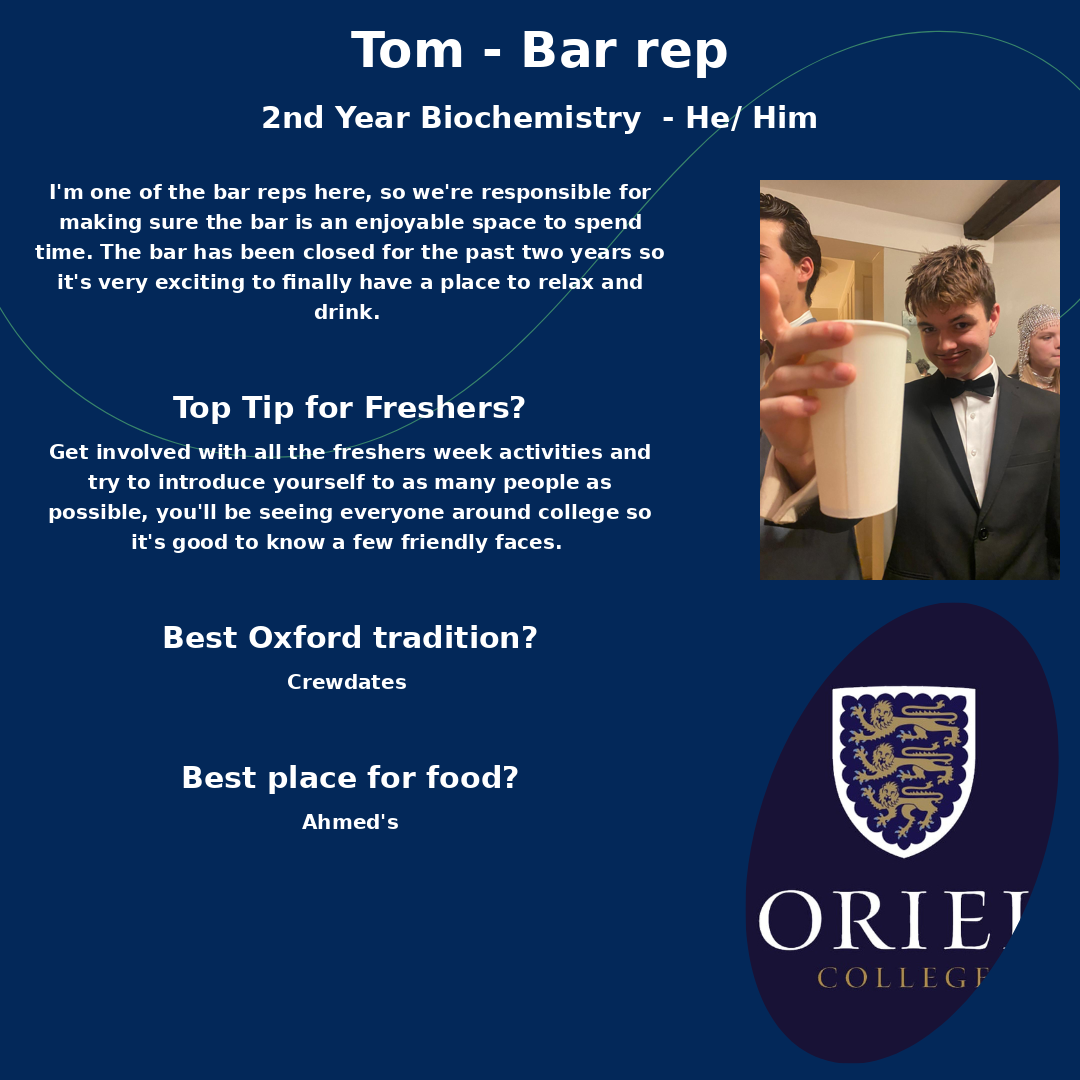 Tom - Bar rep
2nd Year Biochemistry  - He/ Him
I'm one of the bar reps here, so we're responsible for
making sure the bar is an enjoyable space to spend
time. The bar has been closed for the past two years so
it's very exciting to finally have a place to relax and
drink.
Top Tip for Freshers?
Get involved with all the freshers week activities and
try to introduce yourself to as many people as
possible, you'll be seeing everyone around college so
it's good to know a few friendly faces.
Best Oxford tradition?
Crewdates
Best place for food?
Ahmed's
ORIEL
COLLEGE